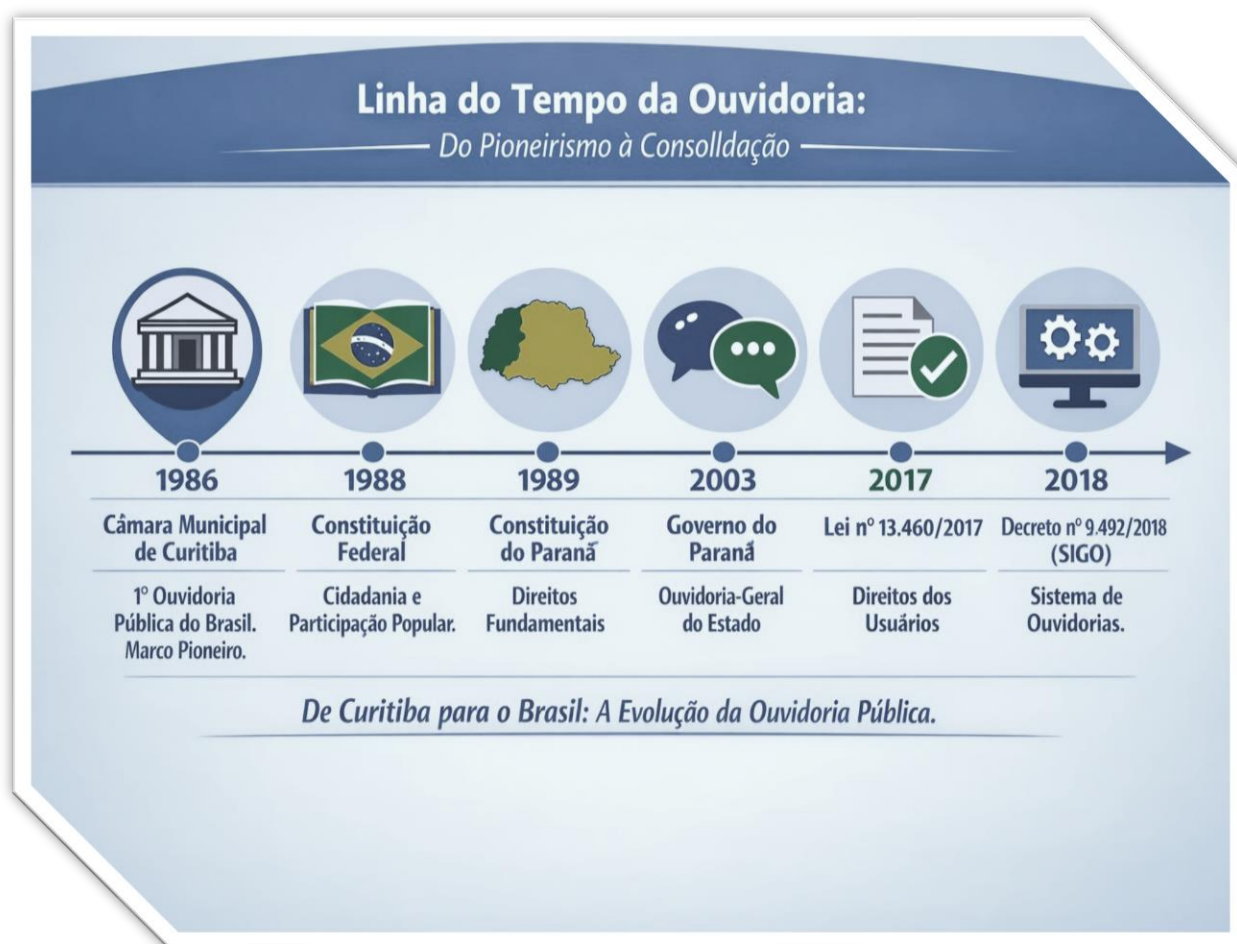 Linha do Tempo da Ouvidoria:
Do Pioneirismo à Consolldação
1986
Câmara Municipal
de Curitiba
1º Ouvidoria
Pública do Brasil.
Marco Pioneiro.
1988
Constituição
Federal
Cidadania e
Participação Popular.
1989
Constituição
do Paraná
Direitos
Fundamentais
2003
Governo do
Paraná
Ouvidoria-Geral
do Estado
2017
Lei nº 13.460/2017
Direitos dos
Usuários
2018
Decreto nº 9.492/2018
(SIGO)
Sistema de
Ouvidorias.
De Curitiba para o Brasil: A Evolução da Ouvidoria Pública.